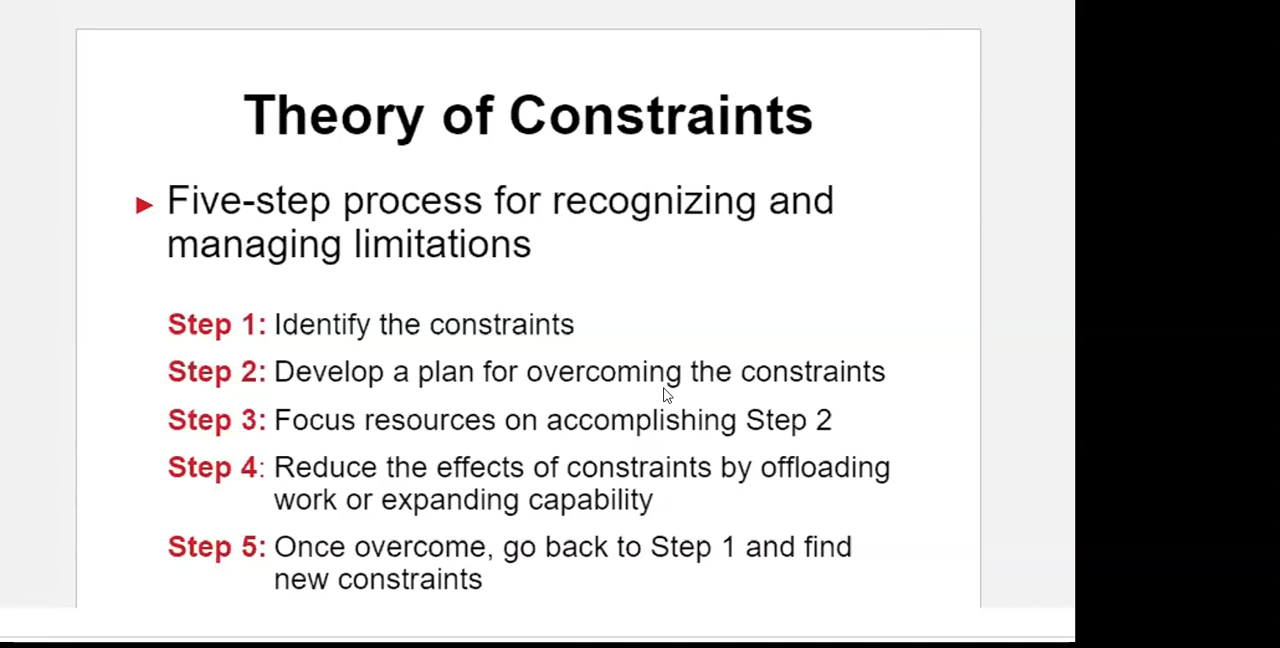 Theory of Constraints
Five-step process for recognizing and
managing limitations
Step 1: Identify the constraints
Step 2: Develop a plan for overcoming the constraints
Step 3: Focus resources on accomplishing Step 2
Step 4: Reduce the effects of constraints by offloading
work or expanding capability
Step 5: Once overcome, go back to Step 1 and find
new constraints